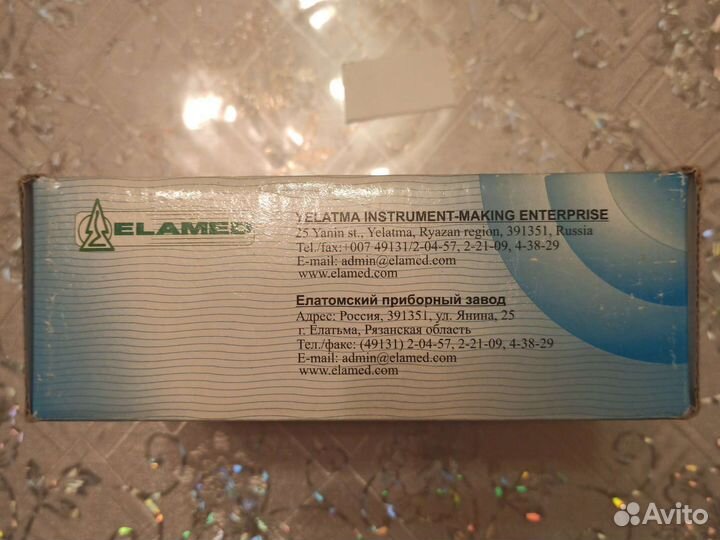 ELAMED
YELATMA INSTRUMENT-MAKING ENTERPRISE
25 Yanin st., Yelatma, Ryazan region, 391351, Russia
Tel./fax:+007 49131/2-04-57, 2-21-09, 4-38-29
E-mail: admin@elamed.com
www.elamed.com
Елатомский приборный завод
Адрес: Россия, 391351, ул. Янина, 25
г. Елатьма, Рязанская область
Тел./факс: (49131) 2-04-57, 2-21-09, 4-38-29
E-mail: admin@elamed.com
www.elamed.com
Avito